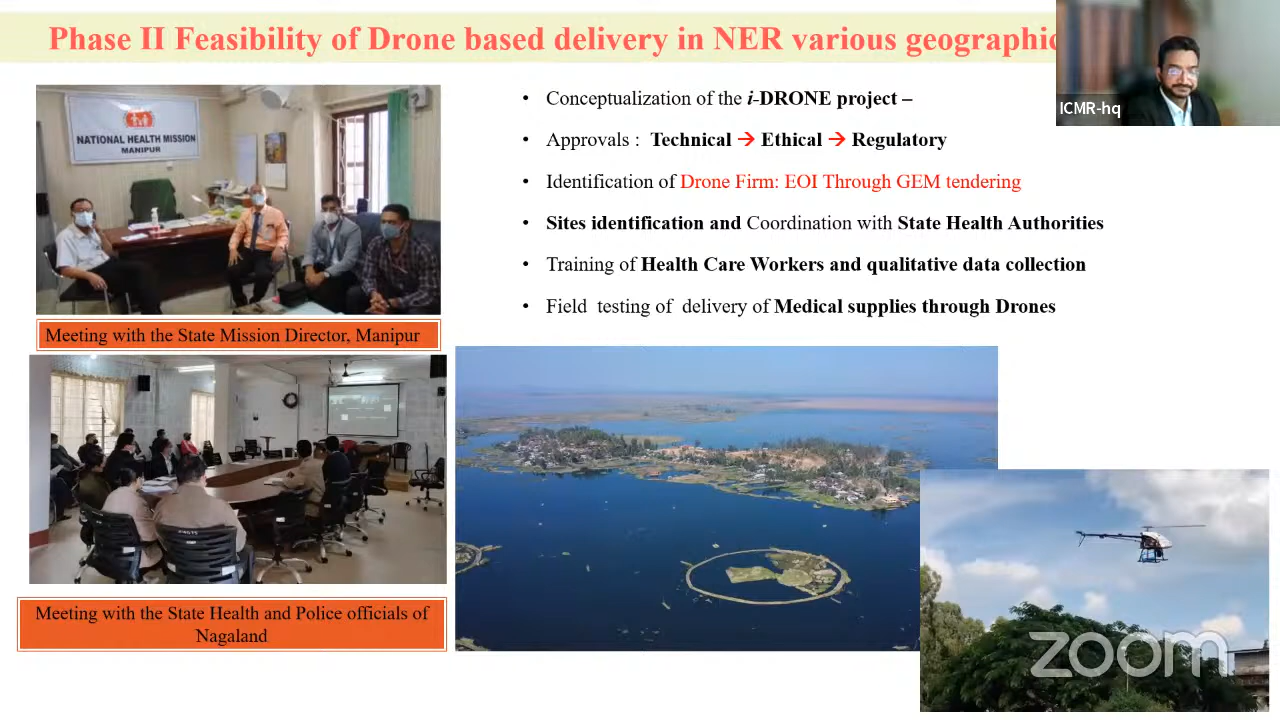 Phase II Feasibility of Drone based delivery in NER various geographic
ICMR-hq
NATIONAL HEALTH MISSION
MANIPUR
• Conceptualization of the i-DRONE project –
• Approvals : Technical → Ethical → Regulatory
• Identification of Drone Firm: EOI Through GEM tendering
• Sites identification and Coordination with State Health Authorities
• Training of Health Care Workers and qualitative data collection
• Field testing of delivery of Medical supplies through Drones
Meeting with the State Mission Director, Manipur
Meeting with the State Health and Police officials of
Nagaland
zoom